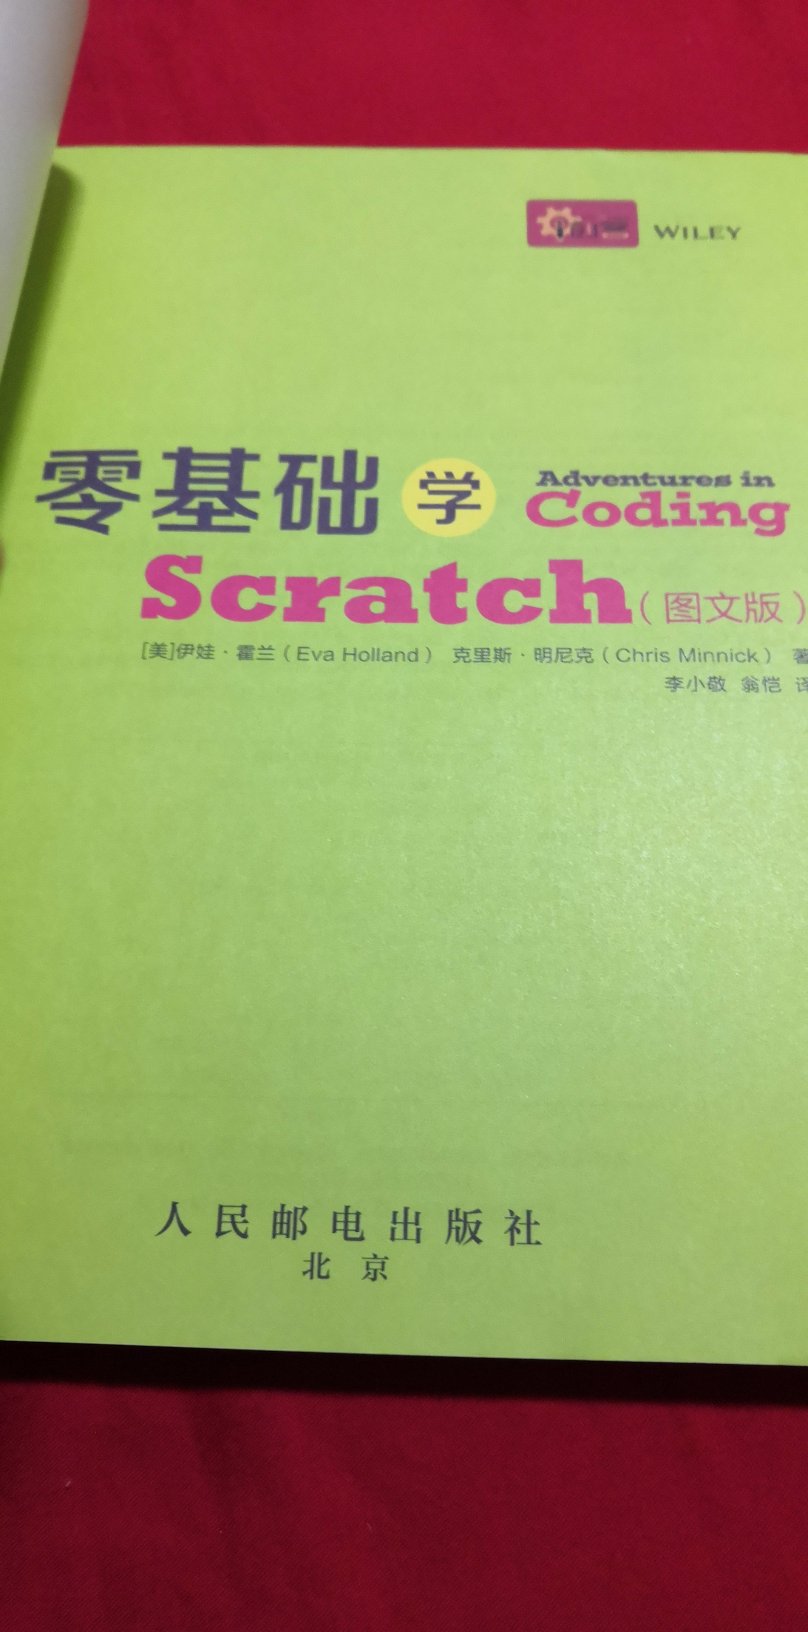 WILEY
零基础学 Adventures in
Coding
Scratch（图文版）
[美]伊娃·霍兰（Eva Holland） 克里斯·明尼克（Chris Minnick） 著
李小敬 翁恺 译
人民邮电出版社
北京